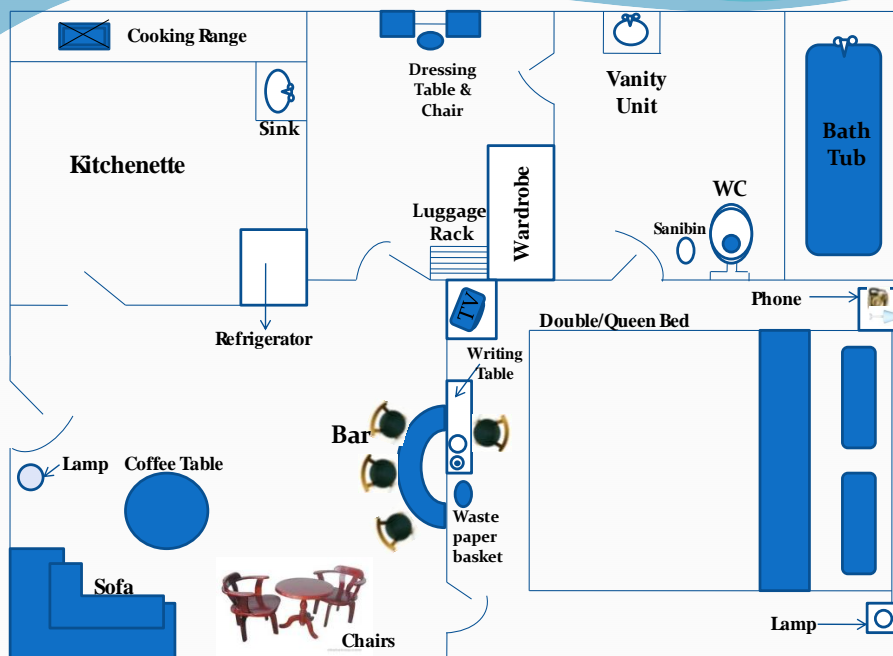 Cooking Range
Dressing
Table &
Chair
Vanity
Unit
Sink
Bath
Tub
Kitchenette
Wardrobe
WC
Luggage
Rack
Sanibin
Phone
TV
Double/Queen Bed
Refrigerator
Writing
Table
Bar
Lamp
Coffee Table
Waste
paper
basket
Sofa
Chairs
Lamp